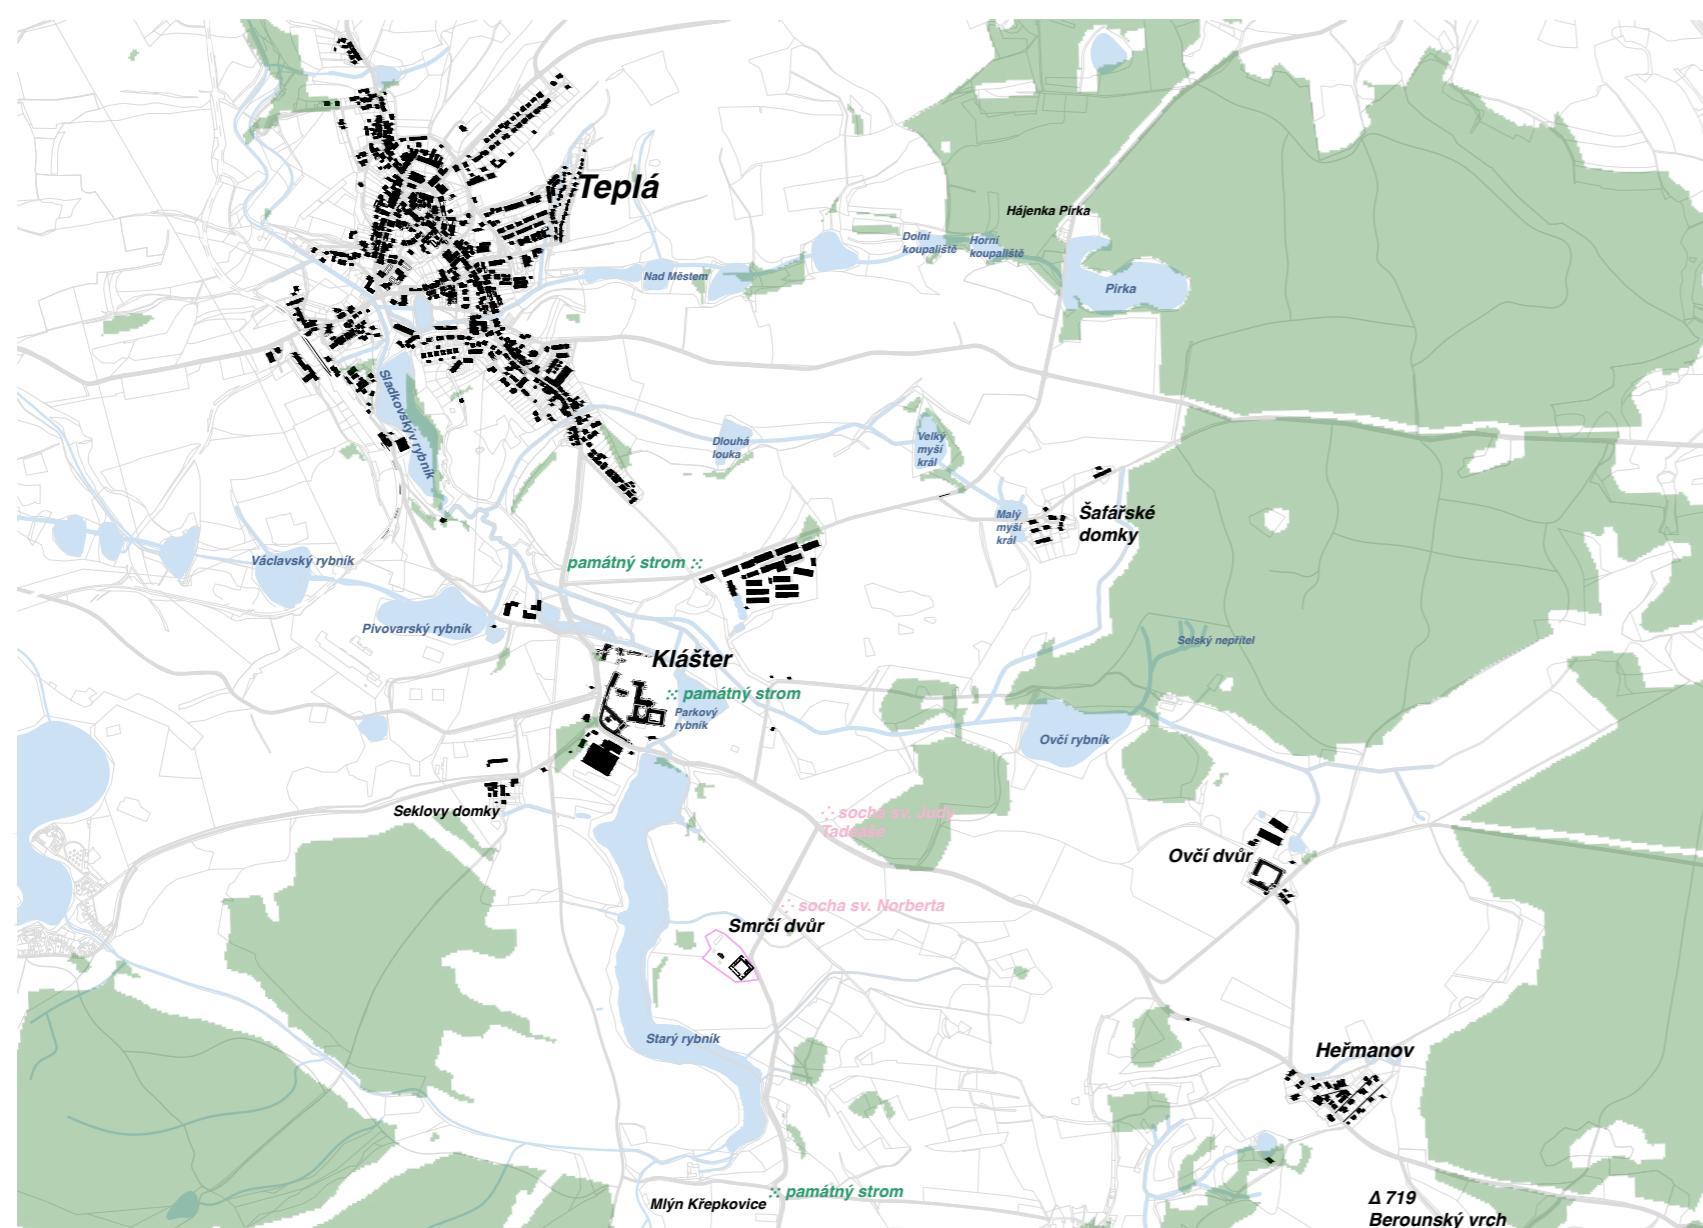 Teplá
Hájenka Pirka
Dolní
koupaliště
Horní
koupaliště
Nad Městem
Pirka
Sladkovskýv rybník
Dlouhá
louka
Velký
myší
král
Malý
myší
král
Šafářské
domky
Václavský rybník
památný strom
Pivovarský rybník
Selský nepřítel
Klášter
památný strom
Parkový
rybník
Ovčí rybník
Seklovy domky
socha sv. Judy
Tadeáše
Ovčí dvůr
socha sv. Norberta
Smrčí dvůr
Starý rybník
Heřmanov
památný strom
Mlýn Křepkovice
Δ 719
Berounský vrch